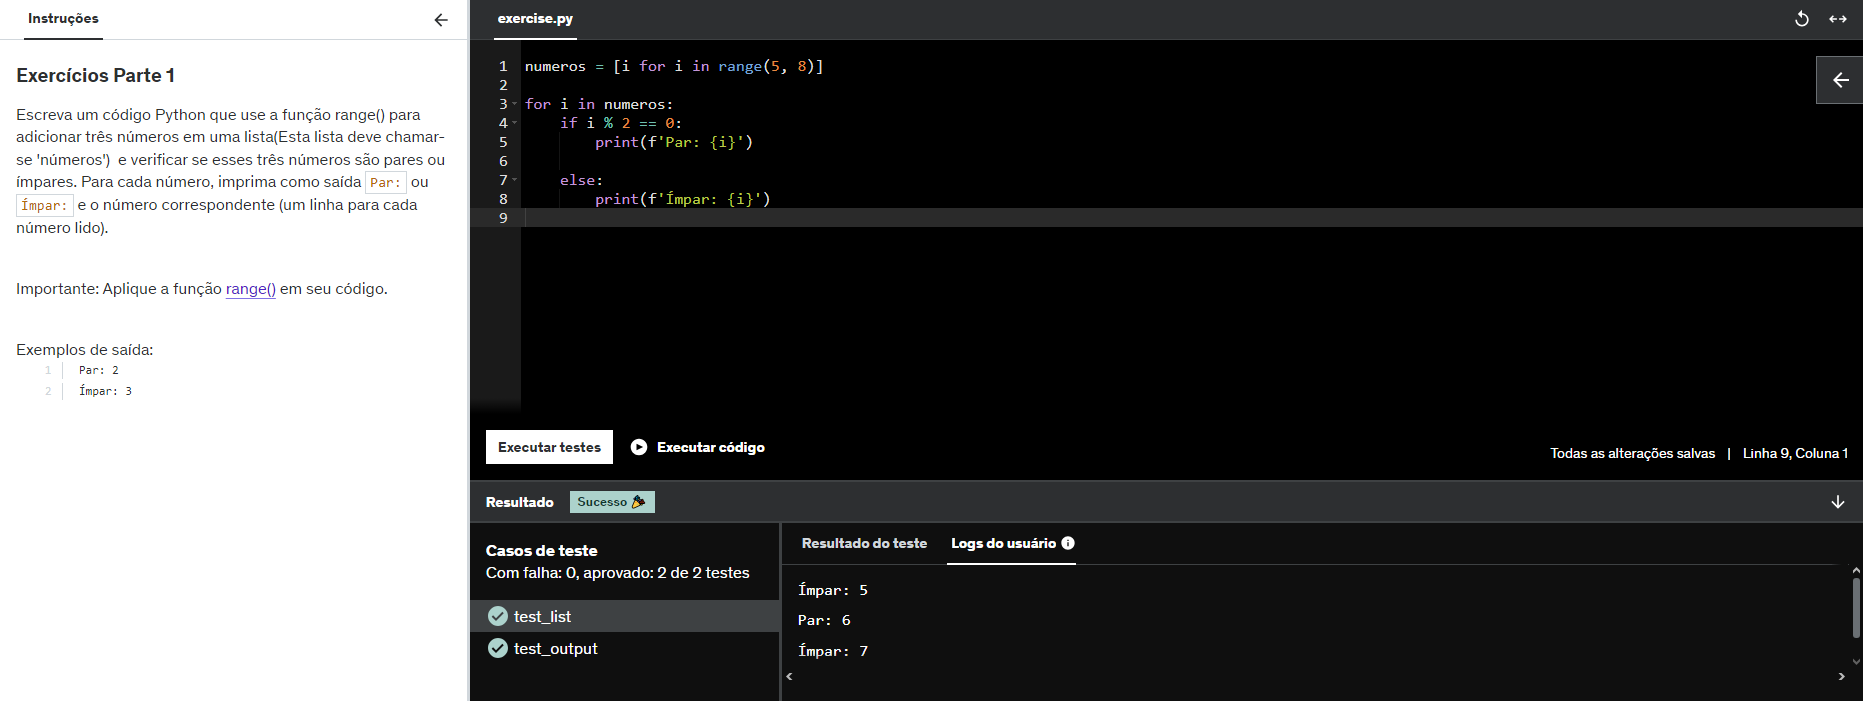 Instruções
Exercícios Parte 1
Escreva um código Python que use a função range() para
adicionar três números em uma lista(Esta lista deve chamar-
se 'números')  e verificar se esses três números são pares ou
ímpares. Para cada número, imprima como saída Par: ou
Ímpar: e o número correspondente (um linha para cada
número lido).
Importante: Aplique a função range() em seu código.
Exemplos de saída:
1 Par: 2
2 Ímpar: 3
exercise.py
1 numeros = [i for i in range(5, 8)]
2
3 for i in numeros:
4     if i % 2 == 0:
5         print(f'Par: {i}')
6
7     else:
8         print(f'Ímpar: {i}')
9
Executar testes Executar código
Todas as alterações salvas | Linha 9, Coluna 1
Resultado Sucesso
Casos de teste
Com falha: 0, aprovado: 2 de 2 testes
test_list
test_output
Resultado do teste Logs do usuário
Ímpar: 5
Par: 6
Ímpar: 7